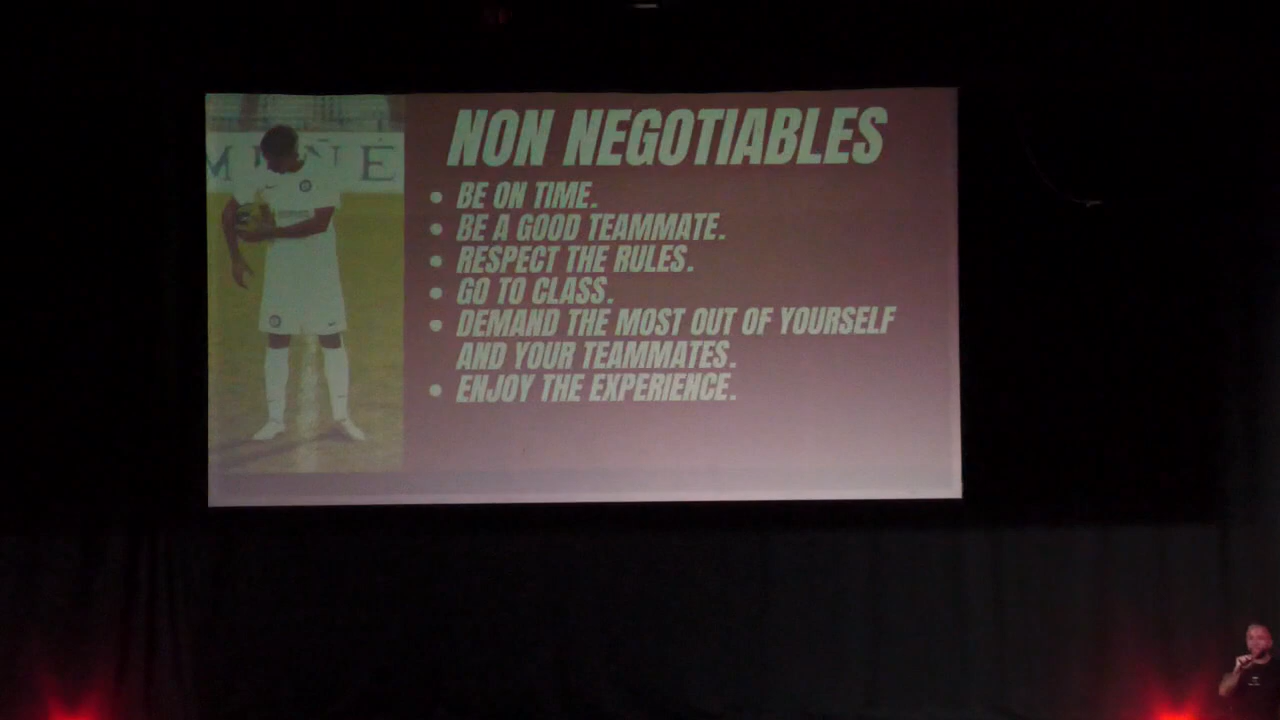 NON NEGOTIABLES
BE ON TIME.
BE A GOOD TEAMMATE.
RESPECT THE RULES.
GO TO CLASS.
DEMAND THE MOST OUT OF YOURSELF
AND YOUR TEAMMATES.
ENJOY THE EXPERIENCE.